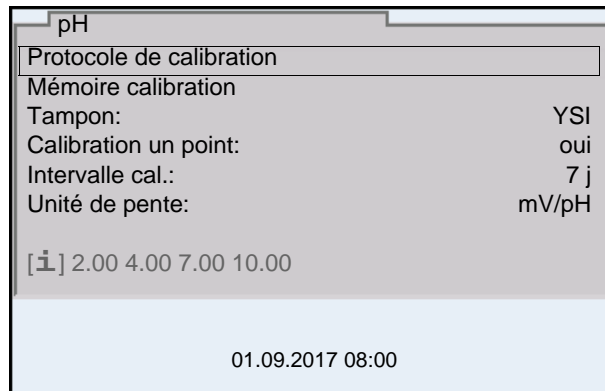 pH
Protocole de calibration
Mémoire calibration
Tampon: YSI
Calibration un point: oui
Intervalle cal.: 7 j
Unité de pente: mV/pH
[i] 2.00 4.00 7.00 10.00
01.09.2017 08:00